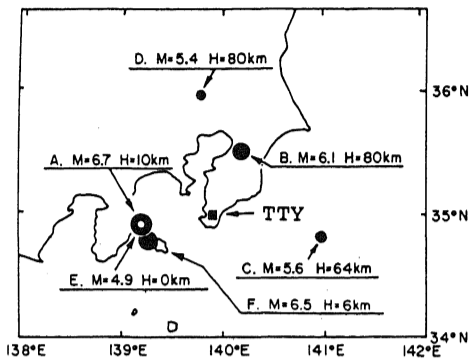 D. M=5.4 H=80km
36°N
A. M=6.7 H=10km
B. M=6.1 H=80km
TTY
35°N
C. M=5.6 H=64km
E. M=4.9 H=0km
F. M=6.5 H=6km
34°N
138°E 139°E 140°E 141°E 142°E